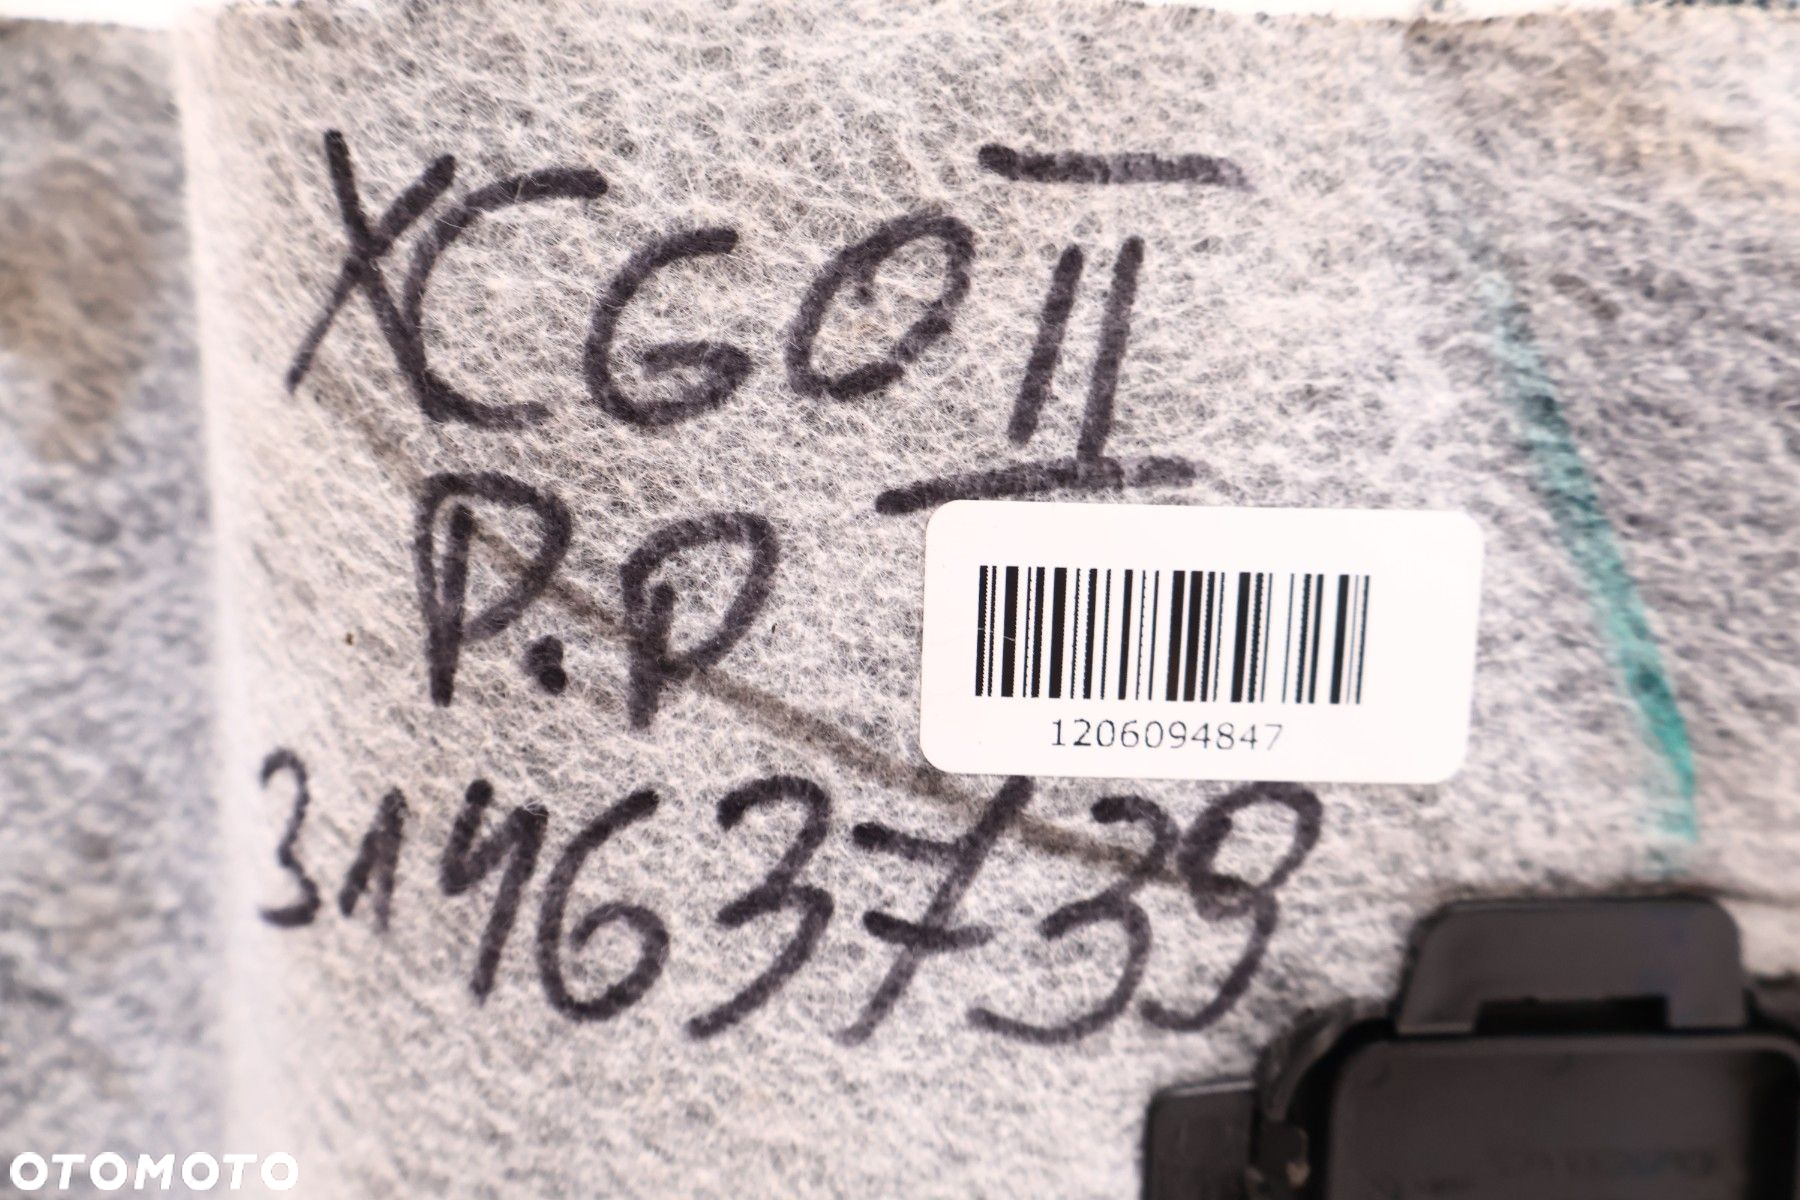 XC60 II
P.P
1206094847
31463739
OTOMOTO